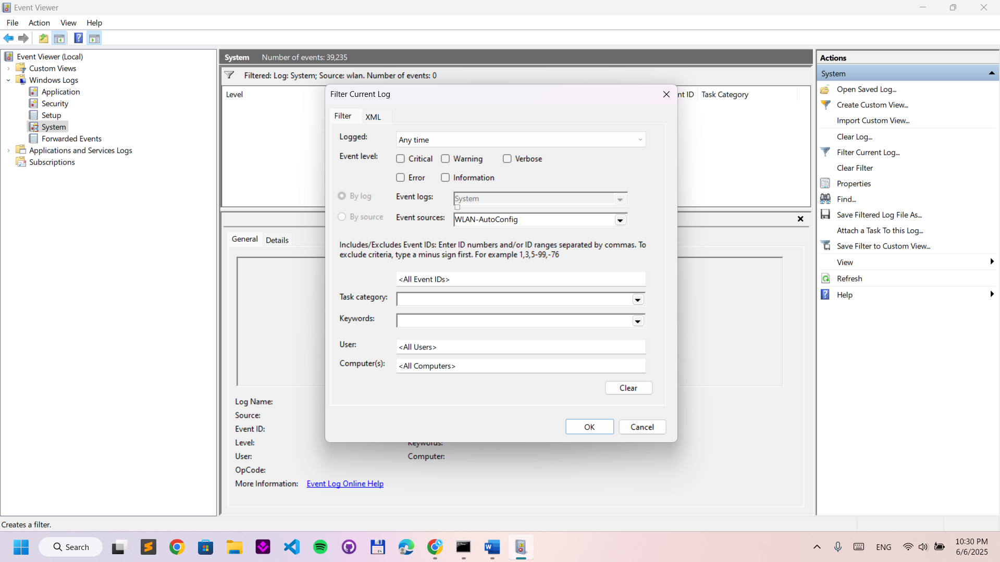 Event Viewer
File Action View Help
Event Viewer (Local)
Custom Views
Windows Logs
Application
Security
Setup
System
Forwarded Events
Applications and Services Logs
Subscriptions
System Number of events: 39,235
Filtered: Log: System; Source: wlan. Number of events: 0
Level nt ID Task Category
Filter Current Log
Filter XML
Logged: Any time
Event level: Critical Warning Verbose
Error Information
By log Event logs: System
By source Event sources: WLAN-AutoConfig
Includes/Excludes Event IDs: Enter ID numbers and/or ID ranges separated by commas. To
exclude criteria, type a minus sign first. For example 1,3,5-99,-76
<All Event IDs>
Task category:
Keywords:
User: <All Users>
Computer(s): <All Computers>
Clear
OK Cancel
General Details
Log Name:
Source:
Event ID:
Level: Keywords:
User: Computer:
OpCode:
More Information: Event Log Online Help
Actions
System
Open Saved Log...
Create Custom View...
Import Custom View...
Clear Log...
Filter Current Log...
Clear Filter
Properties
Find...
Save Filtered Log File As...
Attach a Task To this Log...
Save Filter to Custom View...
View
Refresh
Help
Creates a filter.
Search
64
W
ENG
10:30 PM
6/6/2025